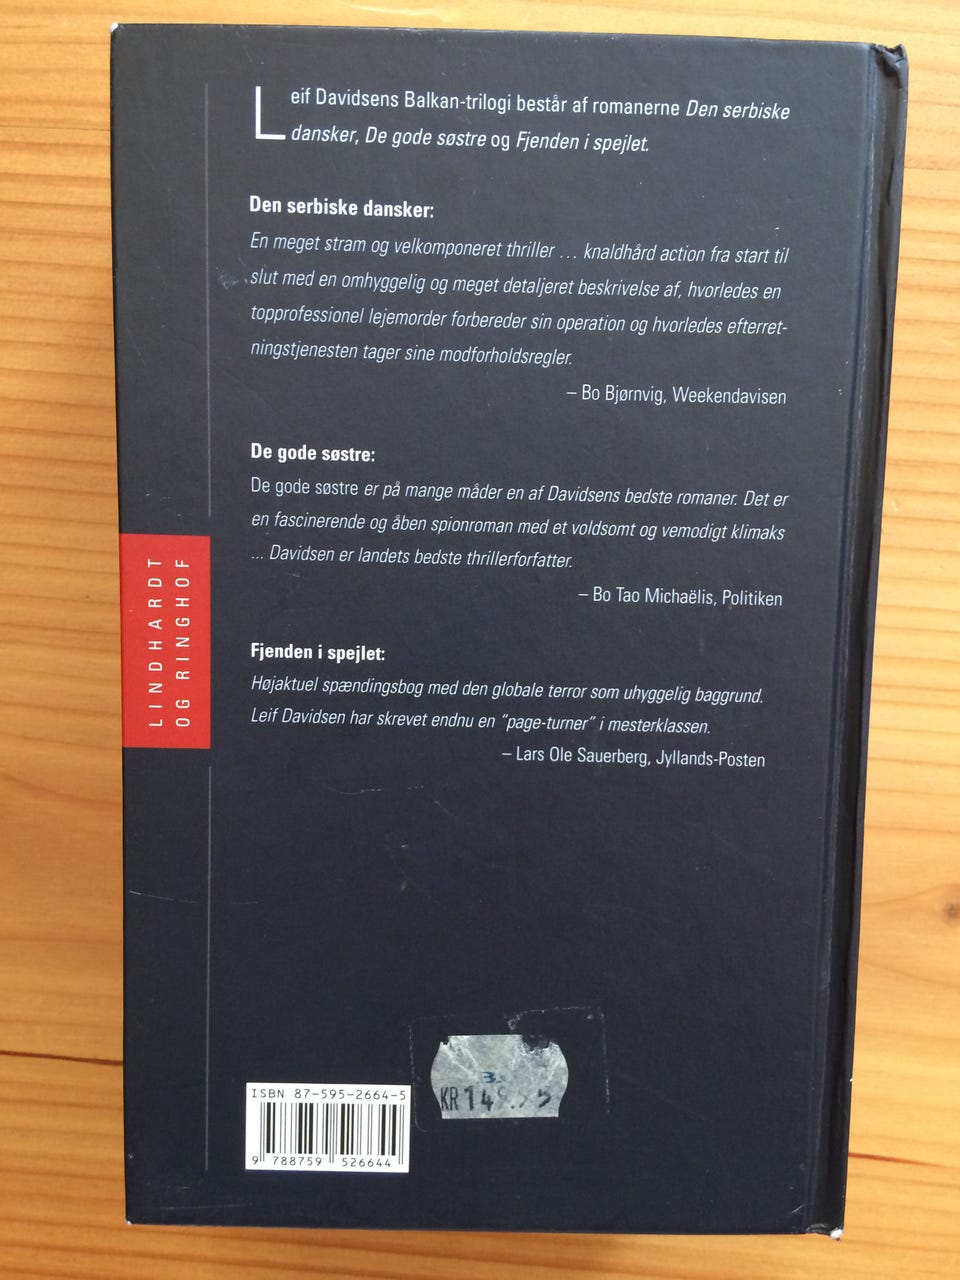 Leif Davidsens Balkan-trilogi består af romanerne Den serbiske
dansker, De gode søstre og Fjenden i spejlet.
Den serbiske dansker:
En meget stram og velkomponeret thriller ... knaldhård action fra start til
slut med en omhyggelig og meget detaljeret beskrivelse af, hvorledes en
topprofessionel lejemorder forbereder sin operation og hvorledes efterret-
ningstjenesten tager sine modforholdsregler.
– Bo Bjørnvig, Weekendavisen
De gode søstre:
De gode søstre er på mange måder en af Davidsens bedste romaner. Det er
en fascinerende og åben spionroman med et voldsomt og vemodigt klimaks
... Davidsen er landets bedste thrillerforfatter.
– Bo Tao Michaëlis, Politiken
Fjenden i spejlet:
Højaktuel spændingsbog med den globale terror som uhyggelig baggrund.
Leif Davidsen har skrevet endnu en "page-turner" i mesterklassen.
– Lars Ole Sauerberg, Jyllands-Posten
LINDHARDT
OG RINGHOF
ISBN 87-595-2664-5
9 788759 526644
KR